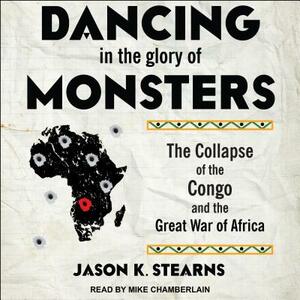 DANCING
in the glory of
MONSTERS
The Collapse
of the
Congo
and the
Great War of Africa
JASON K. STEARNS
READ BY MIKE CHAMBERLAIN